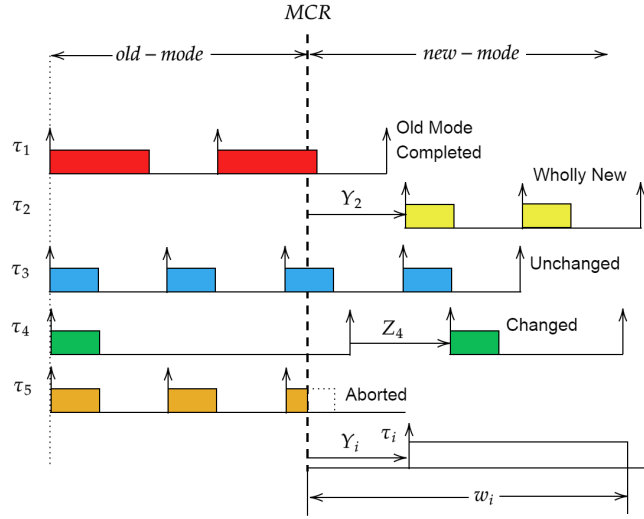 MCR
old − mode
new − mode
τ1
Old Mode
Completed
Wholly New
τ2
Y2
τ3
Unchanged
τ4
Z4
Changed
τ5
Aborted
Yi
τi
wi